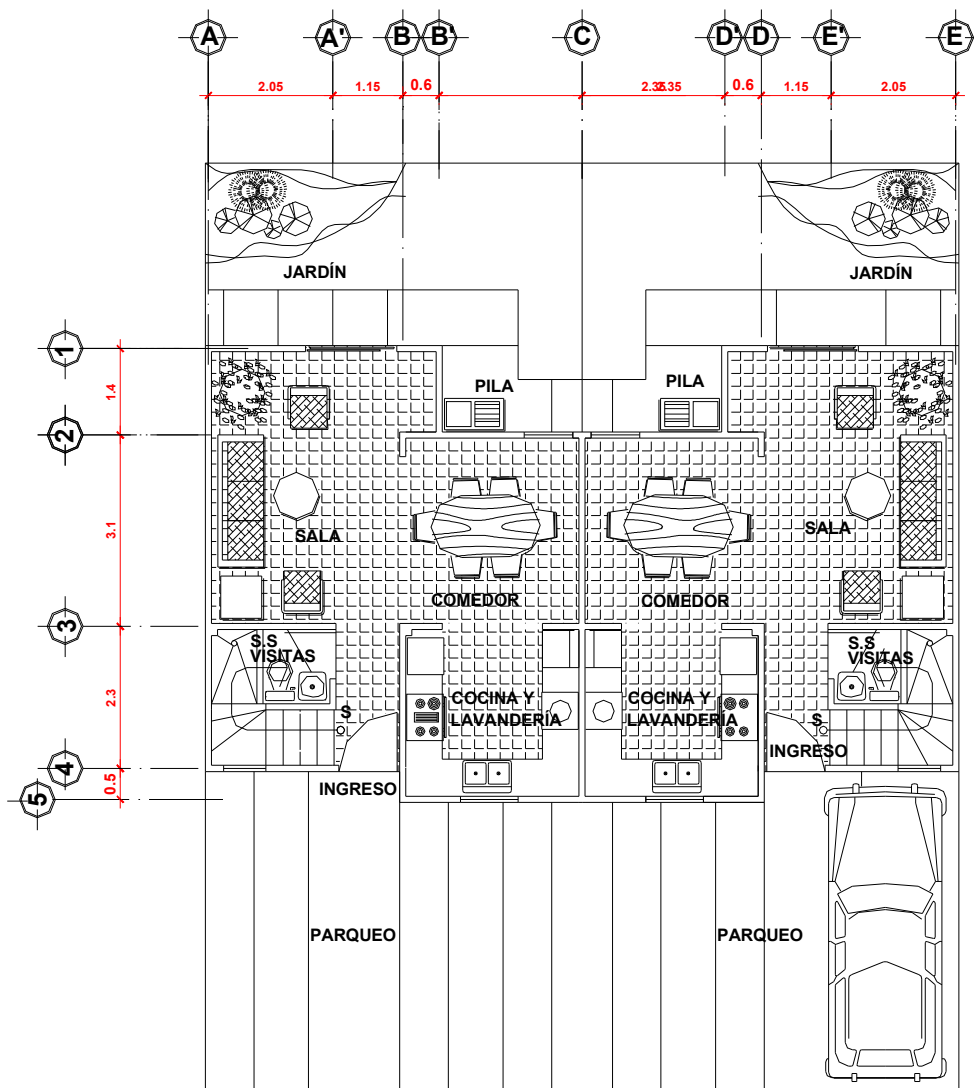 A A' B B' C D' D E' E
2.05 1.15 0.6 2.35 0.6 1.15 2.05
JARDÍN JARDÍN
1
1.4
PILA PILA
2
3.1
SALA SALA
COMEDOR COMEDOR
3
S.S S.S
VISITAS VISITAS
2.3
COCINA Y COCINA Y
LAVANDERÍA LAVANDERÍA
S S
INGRESO
4
0.5
INGRESO
5
PARQUEO PARQUEO